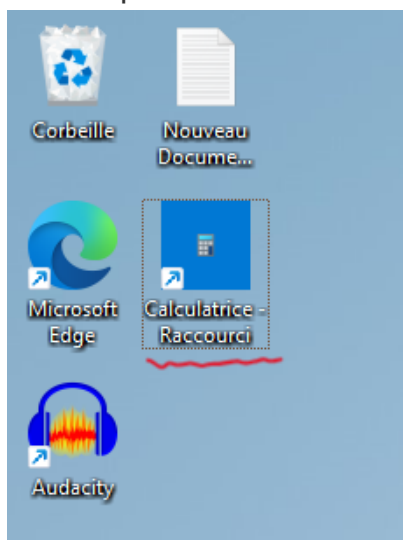 Corbeille
Nouveau
Docume...
Microsoft
Edge
Calculatrice -
Raccourci
Audacity